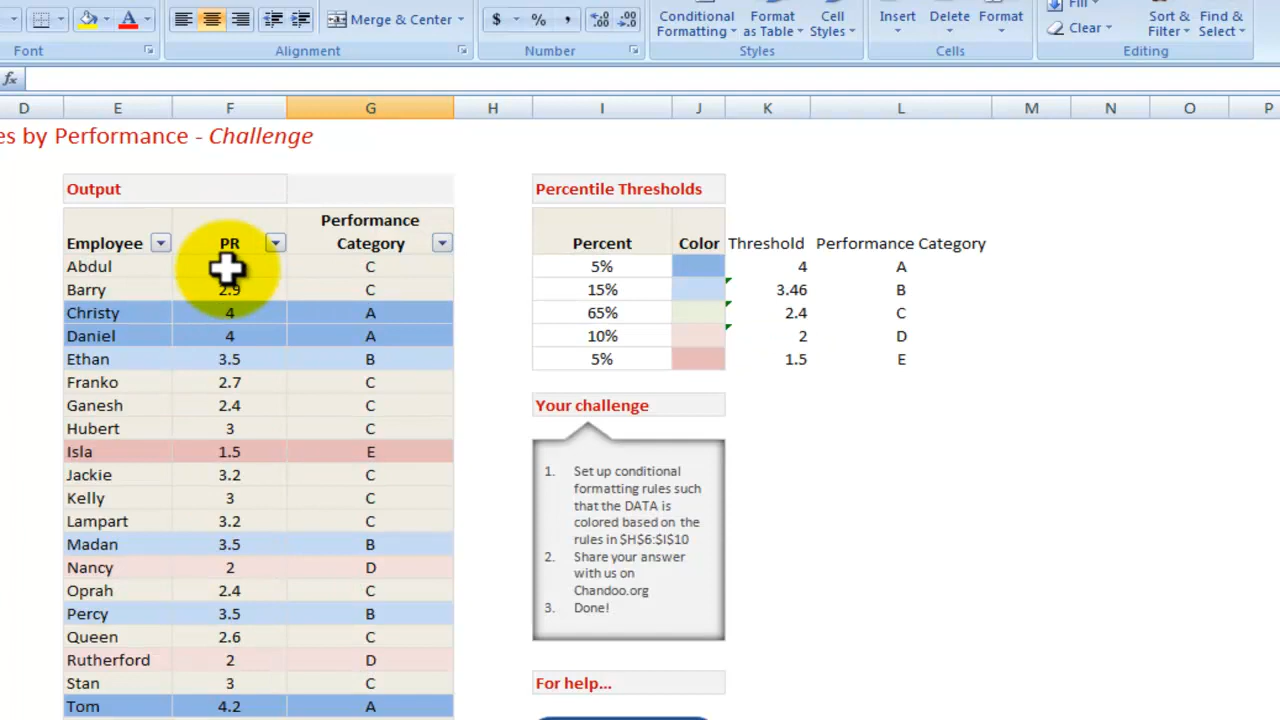 Merge & Center
$ % ,
Conditional Formatting
Format as Table
Cell Styles
Insert
Delete
Format
Fill
Clear
Sort & Filter
Find & Select
Font
Alignment
Number
Styles
Cells
Editing
fx
D E F G H I J K L M N O P
es by Performance - Challenge
Output
Percentile Thresholds
Employee PR Performance Category
Percent Color Threshold Performance Category
Abdul C
5% 4 A
Barry 2.9 C
15% 3.46 B
Christy 4 A
65% 2.4 C
Daniel 4 A
10% 2 D
Ethan 3.5 B
5% 1.5 E
Franko 2.7 C
Ganesh 2.4 C
Hubert 3 C
Isla 1.5 E
Jackie 3.2 C
Kelly 3 C
Lampart 3.2 C
Madan 3.5 B
Nancy 2 D
Oprah 2.4 C
Percy 3.5 B
Queen 2.6 C
Rutherford 2 D
Stan 3 C
Tom 4.2 A
Your challenge
1. Set up conditional
formatting rules such
that the DATA is
colored based on the
rules in $H$6:$I$10
2. Share your answer
with us on
Chandoo.org
3. Done!
For help...